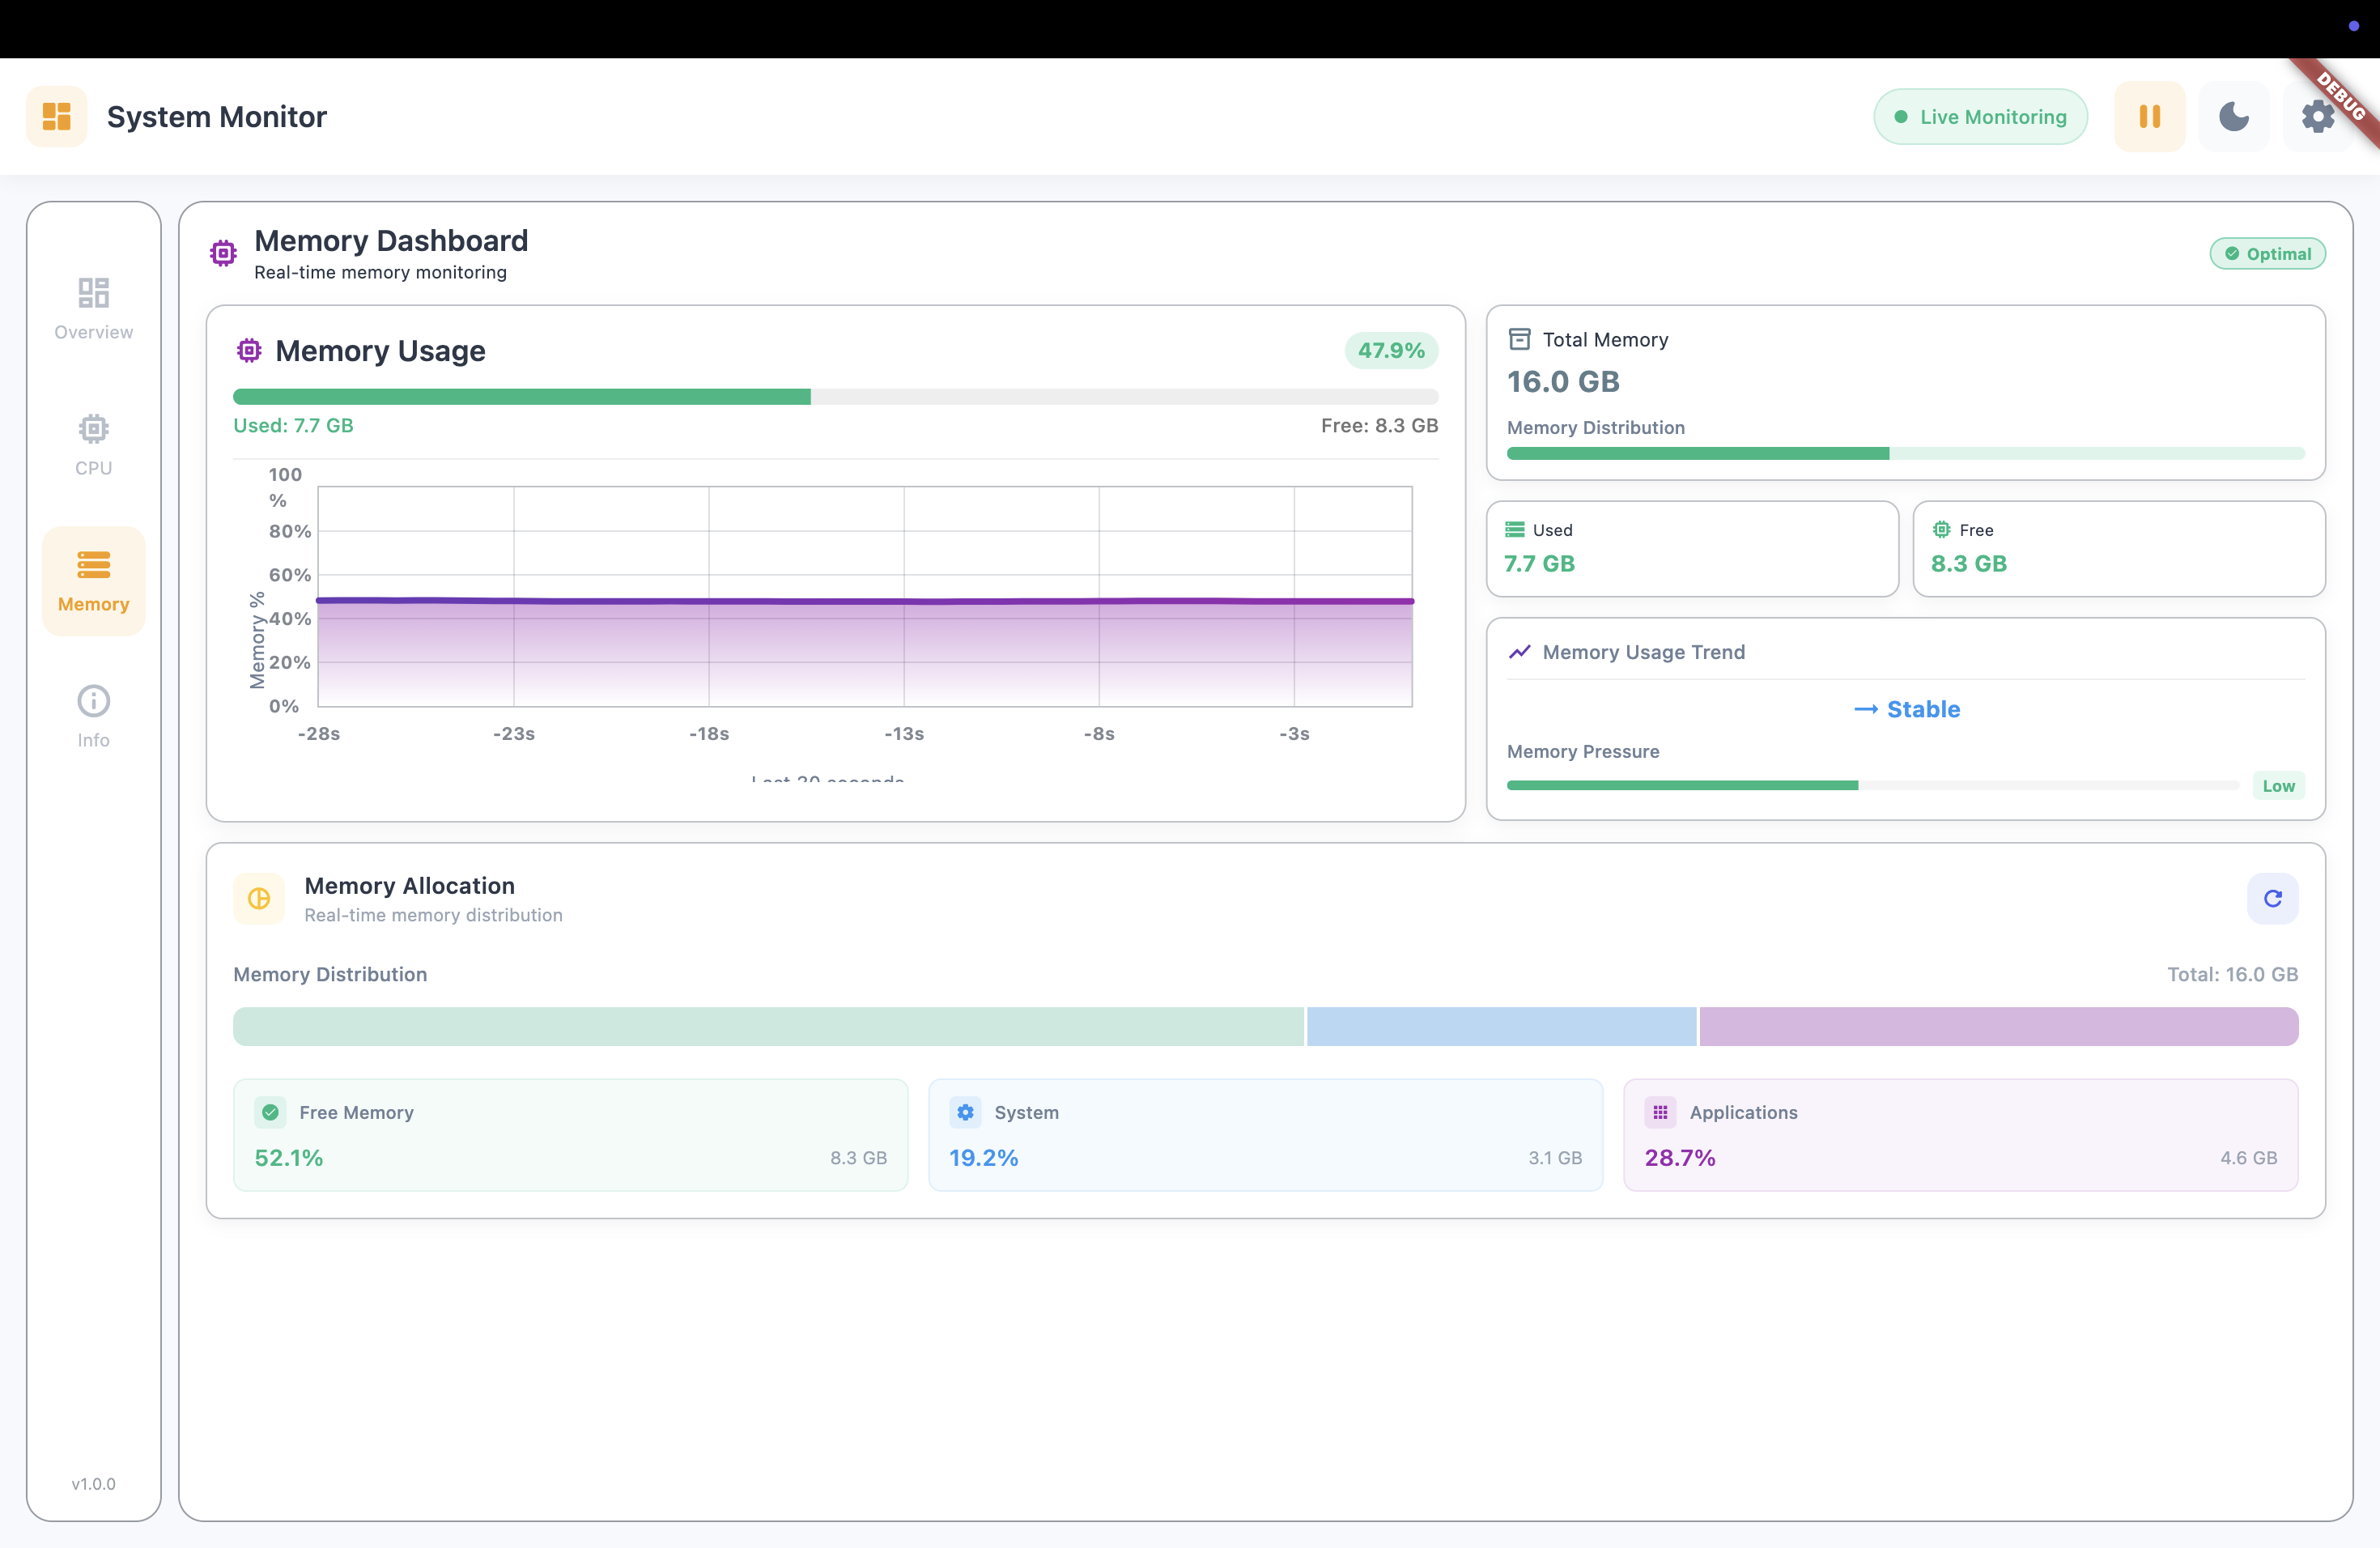 DEBUG
System Monitor
Live Monitoring
Overview
CPU
Memory
Info
v1.0.0
Memory Dashboard
Real-time memory monitoring
Optimal
Memory Usage
47.9%
Used: 7.7 GB
Free: 8.3 GB
Memory %
100
%
80%
60%
40%
20%
0%
-28s
-23s
-18s
-13s
-8s
-3s
Last 30 seconds
Total Memory
16.0 GB
Memory Distribution
Used
7.7 GB
Free
8.3 GB
Memory Usage Trend
Stable
Memory Pressure
Low
Memory Allocation
Real-time memory distribution
Memory Distribution
Total: 16.0 GB
Free Memory
52.1%
8.3 GB
System
19.2%
3.1 GB
Applications
28.7%
4.6 GB